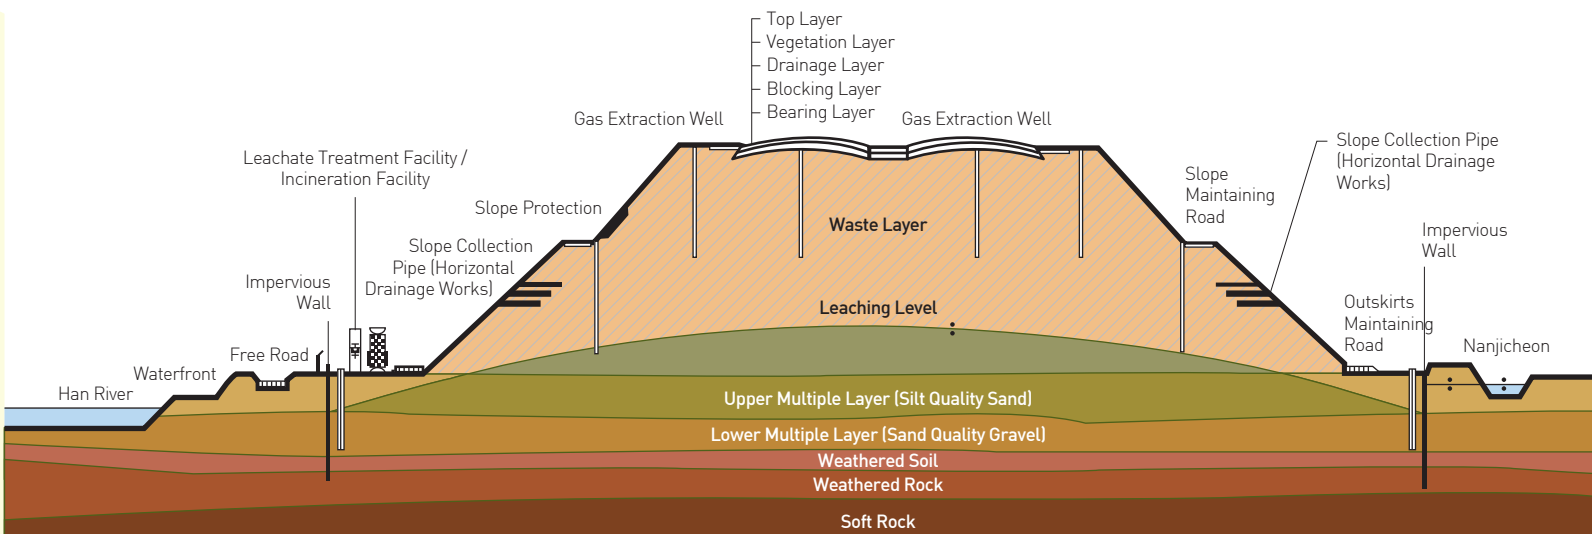 Top Layer
Vegetation Layer
Drainage Layer
Blocking Layer
Bearing Layer
Gas Extraction Well
Gas Extraction Well
Leachate Treatment Facility /
Incineration Facility
Slope Protection
Slope Collection
Pipe (Horizontal
Drainage Works)
Impervious
Wall
Free Road
Waterfront
Han River
Slope Collection Pipe
(Horizontal Drainage
Works)
Slope
Maintaining
Road
Impervious
Wall
Outskirts
Maintaining
Road
Nanjicheon
Waste Layer
Leaching Level
Upper Multiple Layer (Silt Quality Sand)
Lower Multiple Layer (Sand Quality Gravel)
Weathered Soil
Weathered Rock
Soft Rock